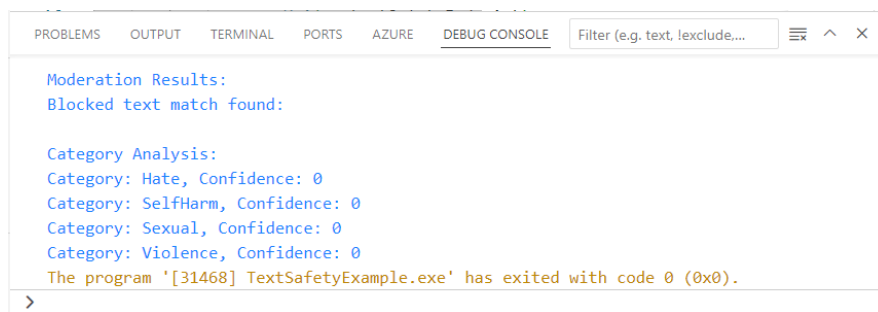 PROBLEMS OUTPUT TERMINAL PORTS AZURE DEBUG CONSOLE Filter (e.g. text, !exclude,...
Moderation Results:
Blocked text match found:
Category Analysis:
Category: Hate, Confidence: 0
Category: SelfHarm, Confidence: 0
Category: Sexual, Confidence: 0
Category: Violence, Confidence: 0
The program '[31468] TextSafetyExample.exe' has exited with code 0 (0x0).
>